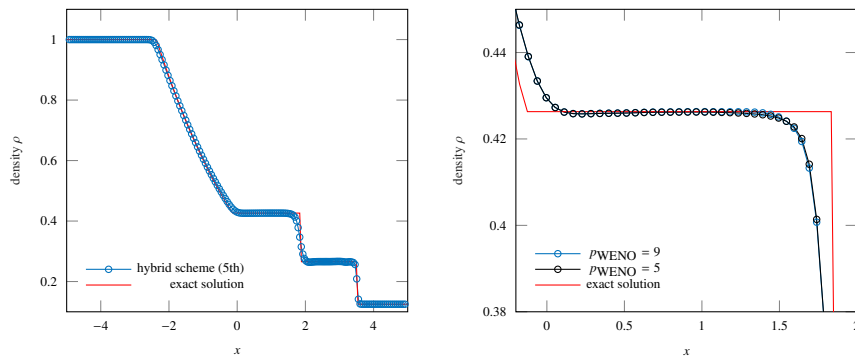 1
0.8
0.6
0.4
0.2
density ρ
hybrid scheme (5th)
exact solution
−4 −2 0 2 4
x
0.44
0.42
0.4
0.38
density ρ
pWENO = 9
pWENO = 5
exact solution
0 0.5 1 1.5 2
x